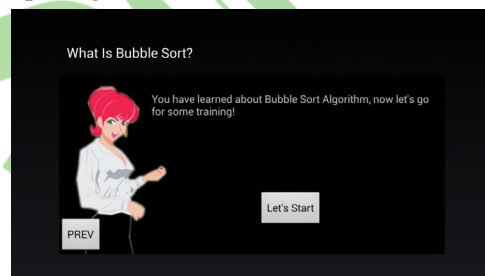 What Is Bubble Sort?
You have learned about Bubble Sort Algorithm, now let's go
for some training!
Let's Start
PREV